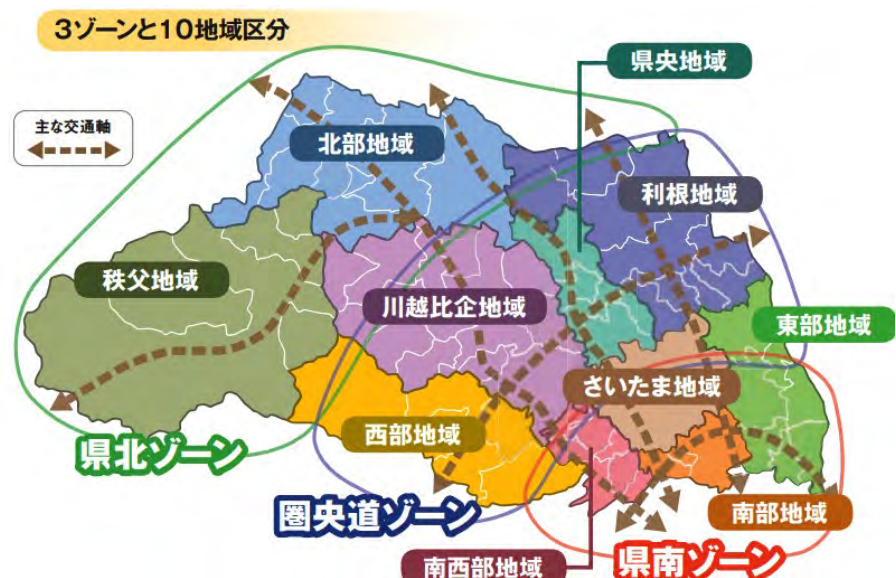 3ゾーンと10地域区分
県央地域
主な交通軸
北部地域
利根地域
秩父地域
川越比企地域
東部地域
さいたま地域
西部地域
県北ゾーン
圏央道ゾーン
南部地域
南西部地域
県南ゾーン